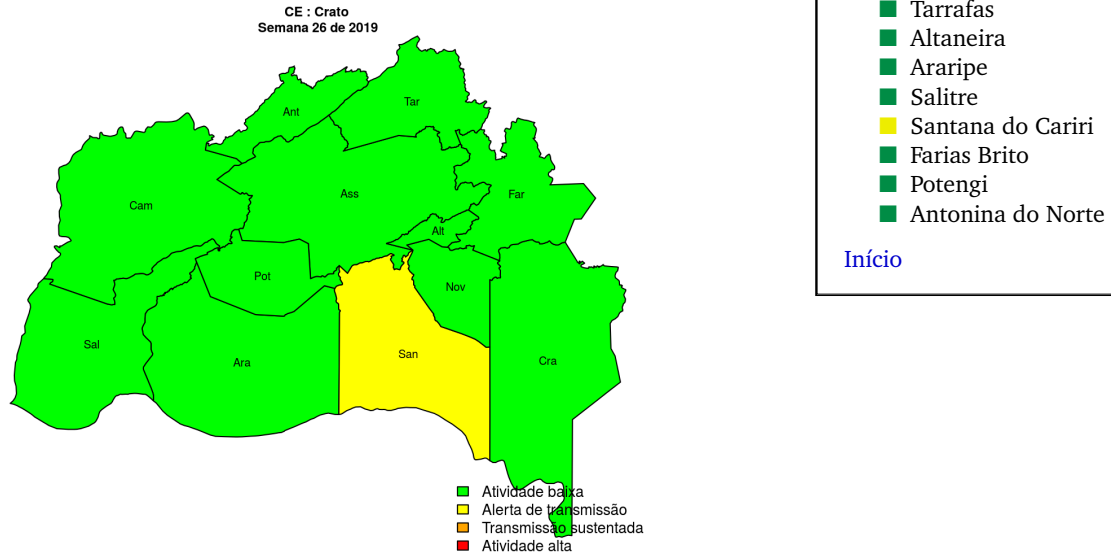 CE : Crato
Semana 26 de 2019
Ant
Tar
Cam
Ass
Far
Alt
Pot
Nov
Sal
Ara
San
Cra
Atividade baixa
Alerta de transmissão
Transmissão sustentada
Atividade alta
Tarrafas
Altaneira
Araripe
Salitre
Santana do Cariri
Farias Brito
Potengi
Antonina do Norte
Início